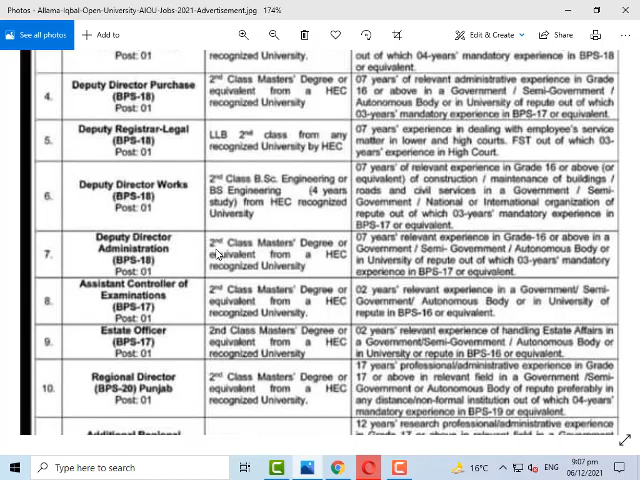 Photos - Allama-Iqbal-Open-University-AIOU-Jobs-2021-Advertisement.jpg   174%
See all photos
Add to
Edit & Create
Share
Post: 01
recognized University.
out of which 04-years' mandatory experience in BPS-18 or equivalent.
4.
Deputy Director Purchase
(BPS-18)
Post: 01
2nd Class Masters' Degree or
equivalent from a HEC
recognized University
07 years' of relevant administrative experience in Grade
16 or above in a Government / Semi-Government /
Autonomous Body or in University of repute out of which
03-years' mandatory experience in BPS-17 or equivalent.
5.
Deputy Registrar-Legal
(BPS-18)
Post: 01
LLB 2nd class from any
recognized University by HEC
07 years' experience in dealing with employee's service
matter in lower and high courts. FST out of which 03-
years' experience in High Court.
6.
Deputy Director Works
(BPS-18)
Post: 01
2nd Class B.Sc. Engineering or
BS Engineering (4 years
study) from HEC recognized
University
07 years' of relevant experience in Grade 16 or above (or
equivalent) of construction / maintenance of buildings /
roads and civil services in a Government / Semi-
Government / National or International organization of
repute out of which 03-years' mandatory experience in
BPS-17 or equivalent.
7.
Deputy Director
Administration
(BPS-18)
Post: 01
2nd Class Masters' Degree or
equivalent from a HEC
recognized University
07 years' relevant experience in Grade-16 or above in a
Government / Semi- Government / Autonomous Body or
in University of repute out of which 03-years' mandatory
experience in BPS-17 or equivalent.
8.
Assistant Controller of
Examinations
(BPS-17)
Post: 01
2nd Class Masters' Degree or
equivalent from a HEC
recognized University
02 years' relevant experience in a Government/ Semi-
Government/ Autonomous Body or in University of
repute in BPS-16 or equivalent.
9.
Estate Officer
(BPS-17)
Post: 01
2nd Class Masters' Degree or
equivalent from a HEC
recognized University
02 years' relevant experience of handling Estate Affairs in
a Government/Semi-Government / Autonomous Body or
in University or repute in BPS-16 or equivalent.
10.
Regional Director
(BPS-20) Punjab
Post: 01
2nd Class Masters' Degree or
equivalent from a HEC
recognized University
17 years' professional/administrative experience in Grade
17 or above in relevant field in a Government /Semi-
Government or Autonomous Body of repute preferably in
any distance/non-formal institution out of which 04-years'
mandatory experience in BPS-19 or equivalent.
Additional Regional
12 years' research professional/administrative experience
in Grade 17 or above in relevant field in a Government
Type here to search
16°C
ENG
9:07 pm
06/12/2021